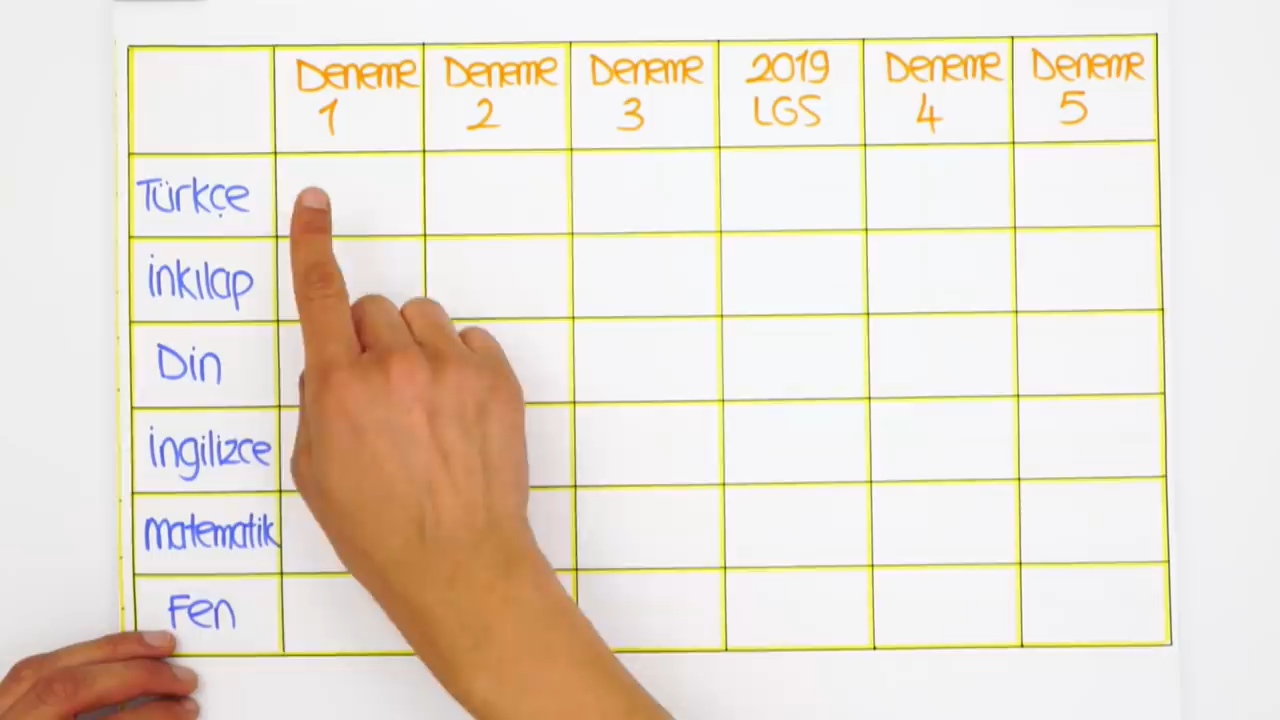 Deneme Deneme Deneme 2019 Deneme Deneme
1 2 3 LGS 4 5
Türkçe
inkılap
Din
ingilizce
matematik
Fen